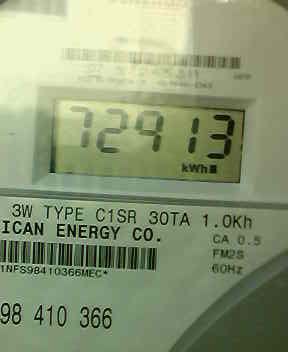 72913
kWh
3W TYPE C1SR 30TA 1.0Kh
ICAN ENERGY CO.
CA 0.5
FM2S
60Hz
1NFS98410366MEC*
98 410 366